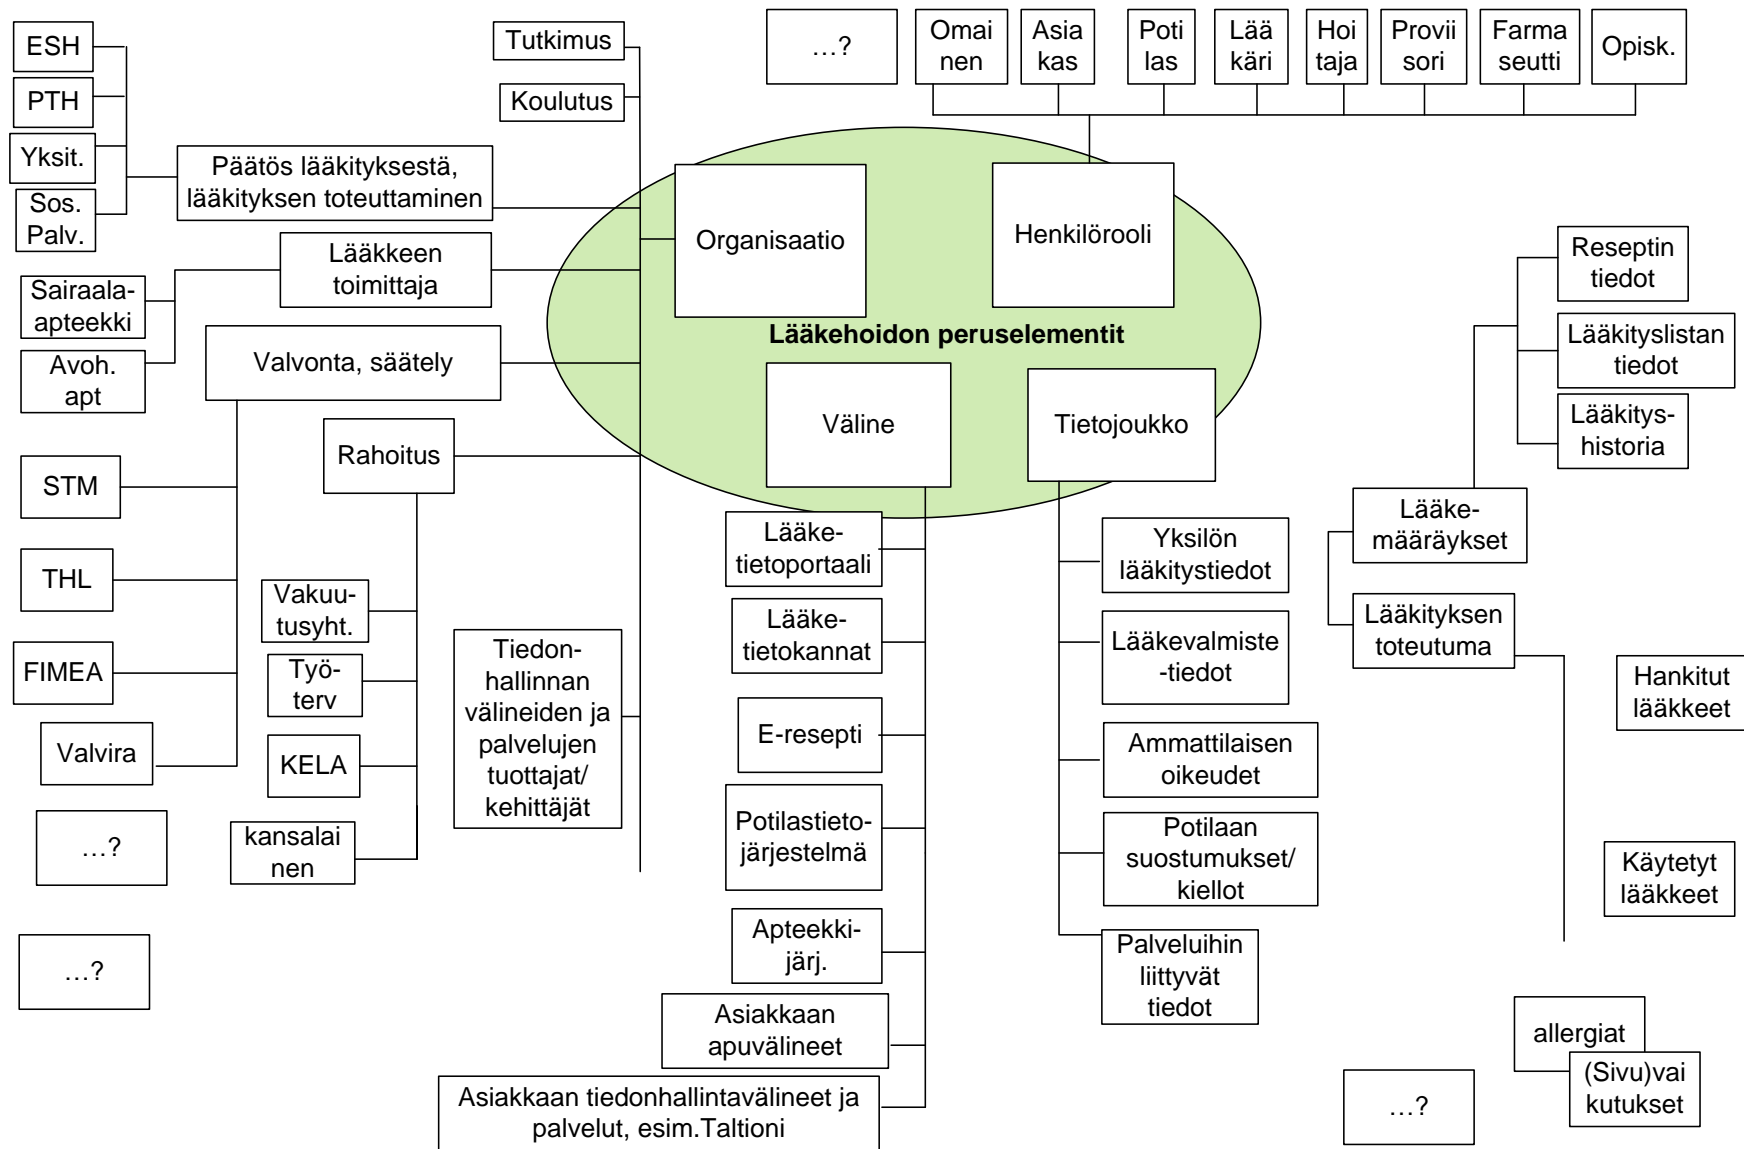 ESH
PTH
Yksit.
Sos.
Palv.
Tutkimus
Koulutus
Päätös lääkityksestä,
lääkityksen toteuttaminen
Lääkkeen
toimittaja
Sairaala-
apteekki
Avoh.
apt
Valvonta, säätely
STM
THL
FIMEA
Valvira
…?
…?
Rahoitus
Vakuu-
tusyht.
Työ-
terv
KELA
kansalai
nen
Tiedon-
hallinnan
välineiden ja
palvelujen
tuottajat/
kehittäjät
…?
Omai
nen
Asia
kas
Poti
las
Lää
käri
Hoi
taja
Provii
sori
Farma
seutti
Opisk.
Organisaatio
Henkilörooli
Lääkehoidon peruselementit
Väline
Tietojoukko
Lääke-
tietoportaali
Lääke-
tietokannat
E-resepti
Potilastieto-
järjestelmä
Apteekki-
järj.
Asiakkaan
apuvälineet
Asiakkaan tiedonhallintavälineet ja
palvelut, esim.Taltioni
Yksilön
lääkitystiedot
Lääkevalmiste
-tiedot
Ammattilaisen
oikeudet
Potilaan
suostumukset/
kiellot
Palveluihin
liittyvät
tiedot
Reseptin
tiedot
Lääkityslistan
tiedot
Lääkitys-
historia
Lääke-
määräykset
Lääkityksen
toteutuma
Hankitut
lääkkeet
Käytetyt
lääkkeet
allergiat
(Sivu)vai
kutukset
…?